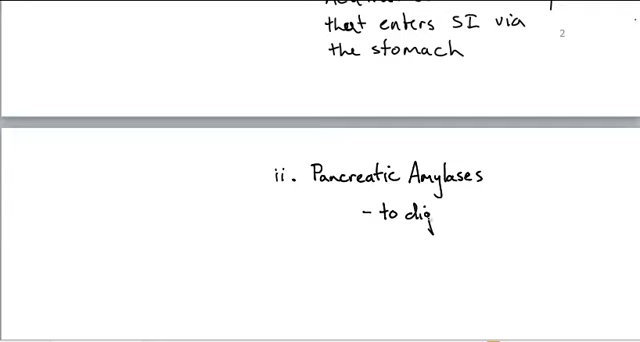 that enters SI via
2
the stomach
ii. Pancreatic Amylases
- to dig